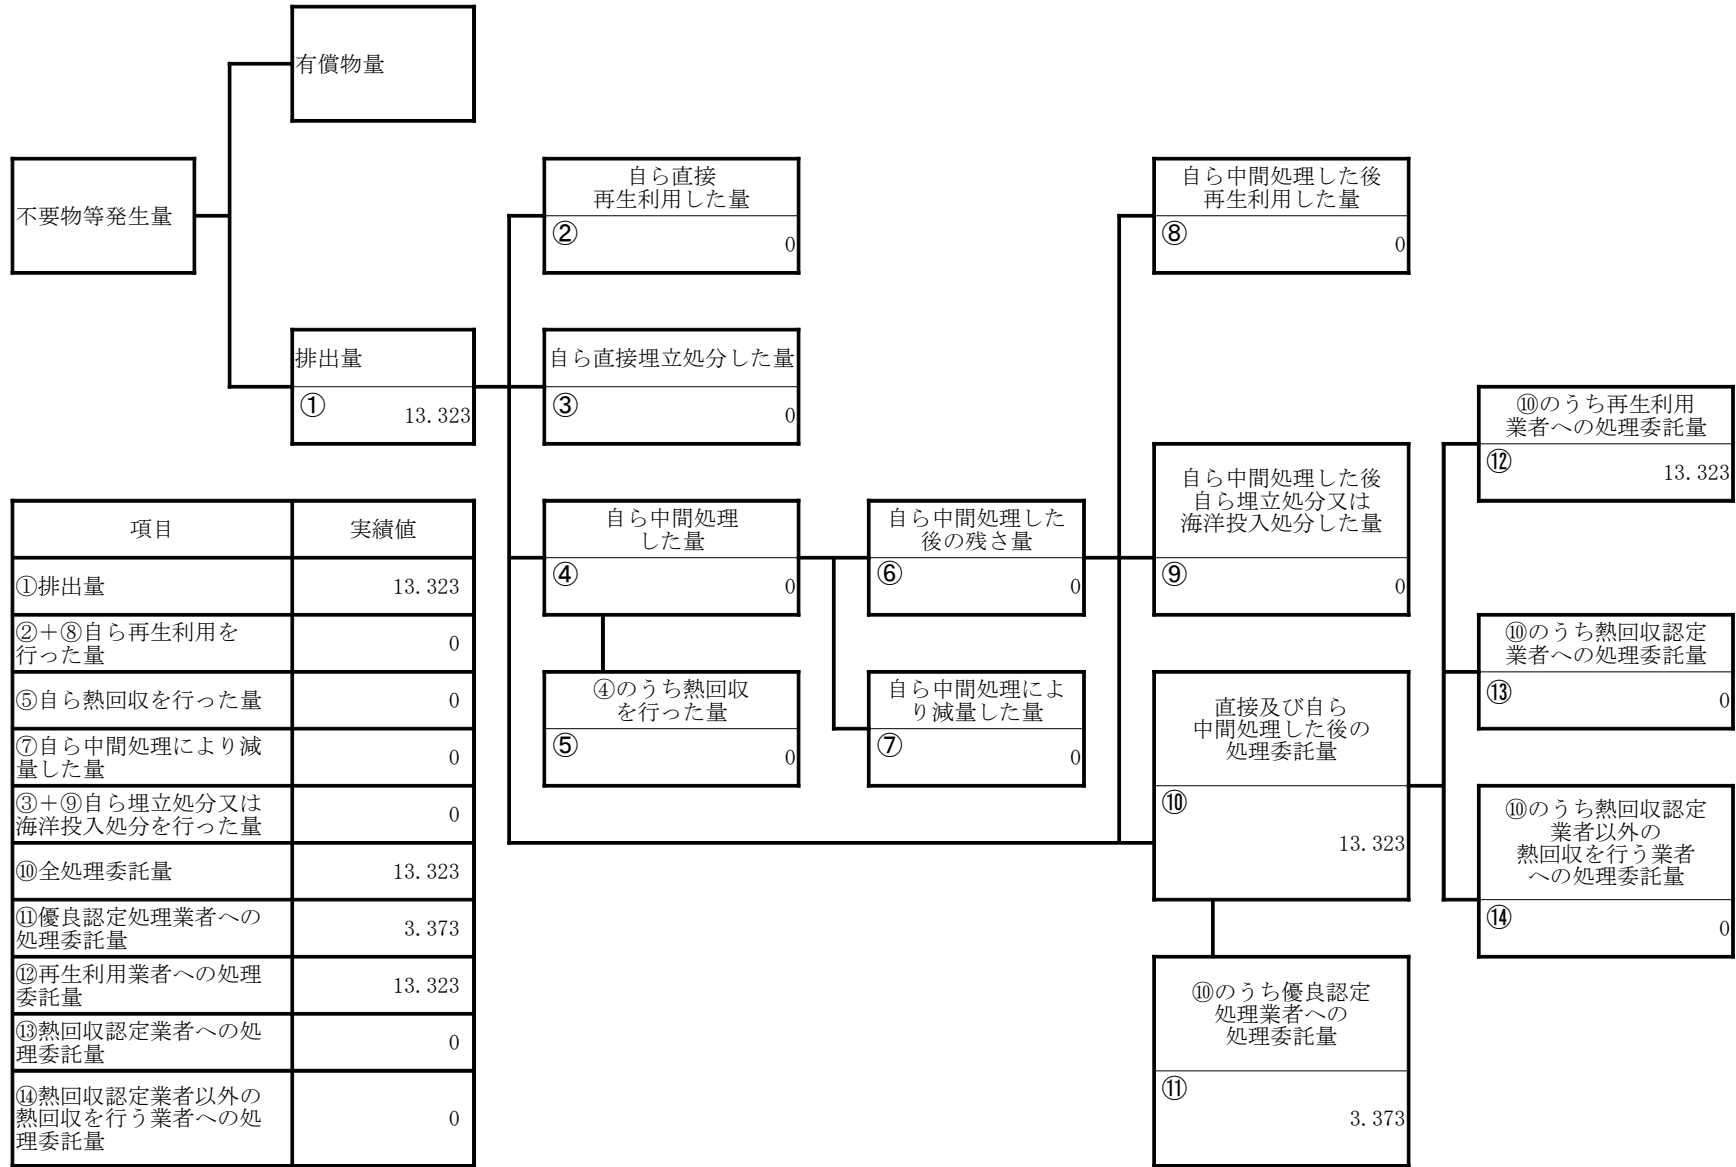 有償物量
不要物等発生量
排出量
①
13.323
自ら直接
再生利用した量
②
0
自ら直接埋立処分した量
③
0
自ら中間処理
した量
④
0
④のうち熱回収
を行った量
⑤
0
自ら中間処理した
後の残さ量
⑥
0
自ら中間処理によ
り減量した量
⑦
0
自ら中間処理した後
再生利用した量
⑧
0
自ら中間処理した後
自ら埋立処分又は
海洋投入処分した量
⑨
0
直接及び自ら
中間処理した後の
処理委託量
⑩
13.323
⑩のうち優良認定
処理業者への
処理委託量
⑪
3.373
⑩のうち再生利用
業者への処理委託量
⑫
13.323
⑩のうち熱回収認定
業者への処理委託量
⑬
0
⑩のうち熱回収認定
業者以外の
熱回収を行う業者
への処理委託量
⑭
0
項目 実績値
①排出量 13.323
②＋⑧自ら再生利用を
行った量 0
⑤自ら熱回収を行った量 0
⑦自ら中間処理により減
量した量 0
③＋⑨自ら埋立処分又は
海洋投入処分を行った量 0
⑩全処理委託量 13.323
⑪優良認定処理業者への
処理委託量 3.373
⑫再生利用業者への処理
委託量 13.323
⑬熱回収認定業者への処
理委託量 0
⑭熱回収認定業者以外の
熱回収を行う業者への処
理委託量 0